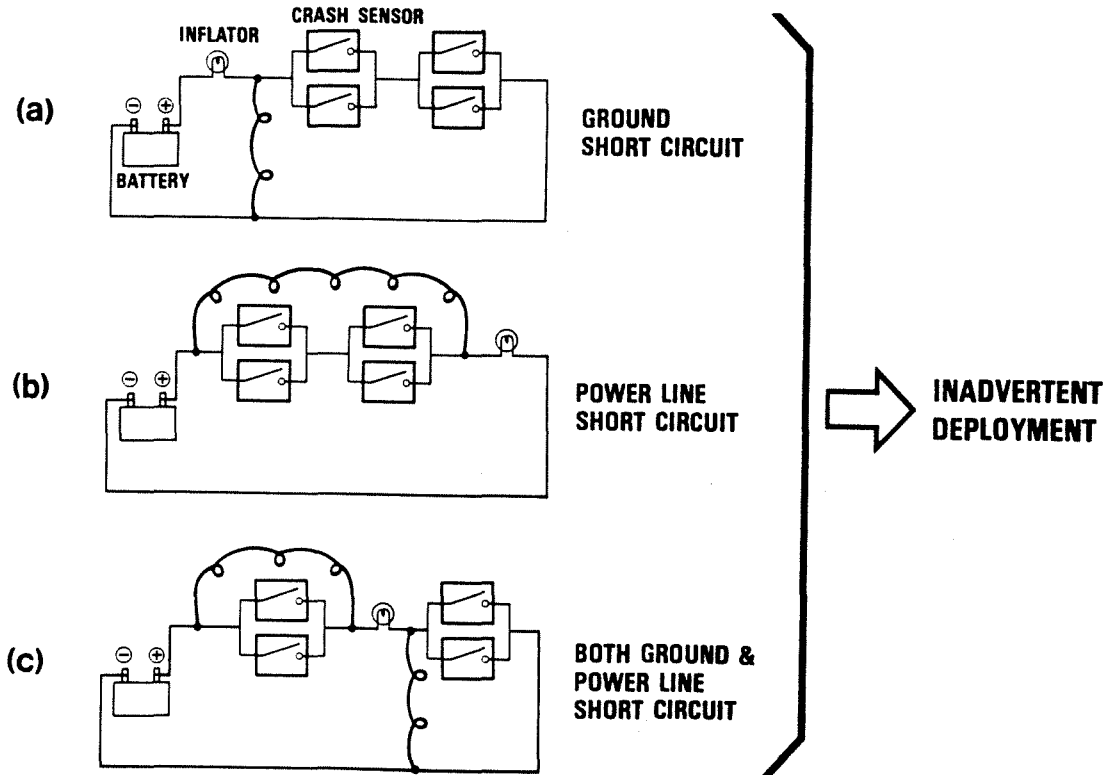 CRASH SENSOR
INFLATOR
(a)
⊖ ⊕
BATTERY
GROUND
SHORT CIRCUIT
(b)
⊖ ⊕
POWER LINE
SHORT CIRCUIT
INADVERTENT
DEPLOYMENT
(c)
⊖ ⊕
BOTH GROUND &
POWER LINE
SHORT CIRCUIT